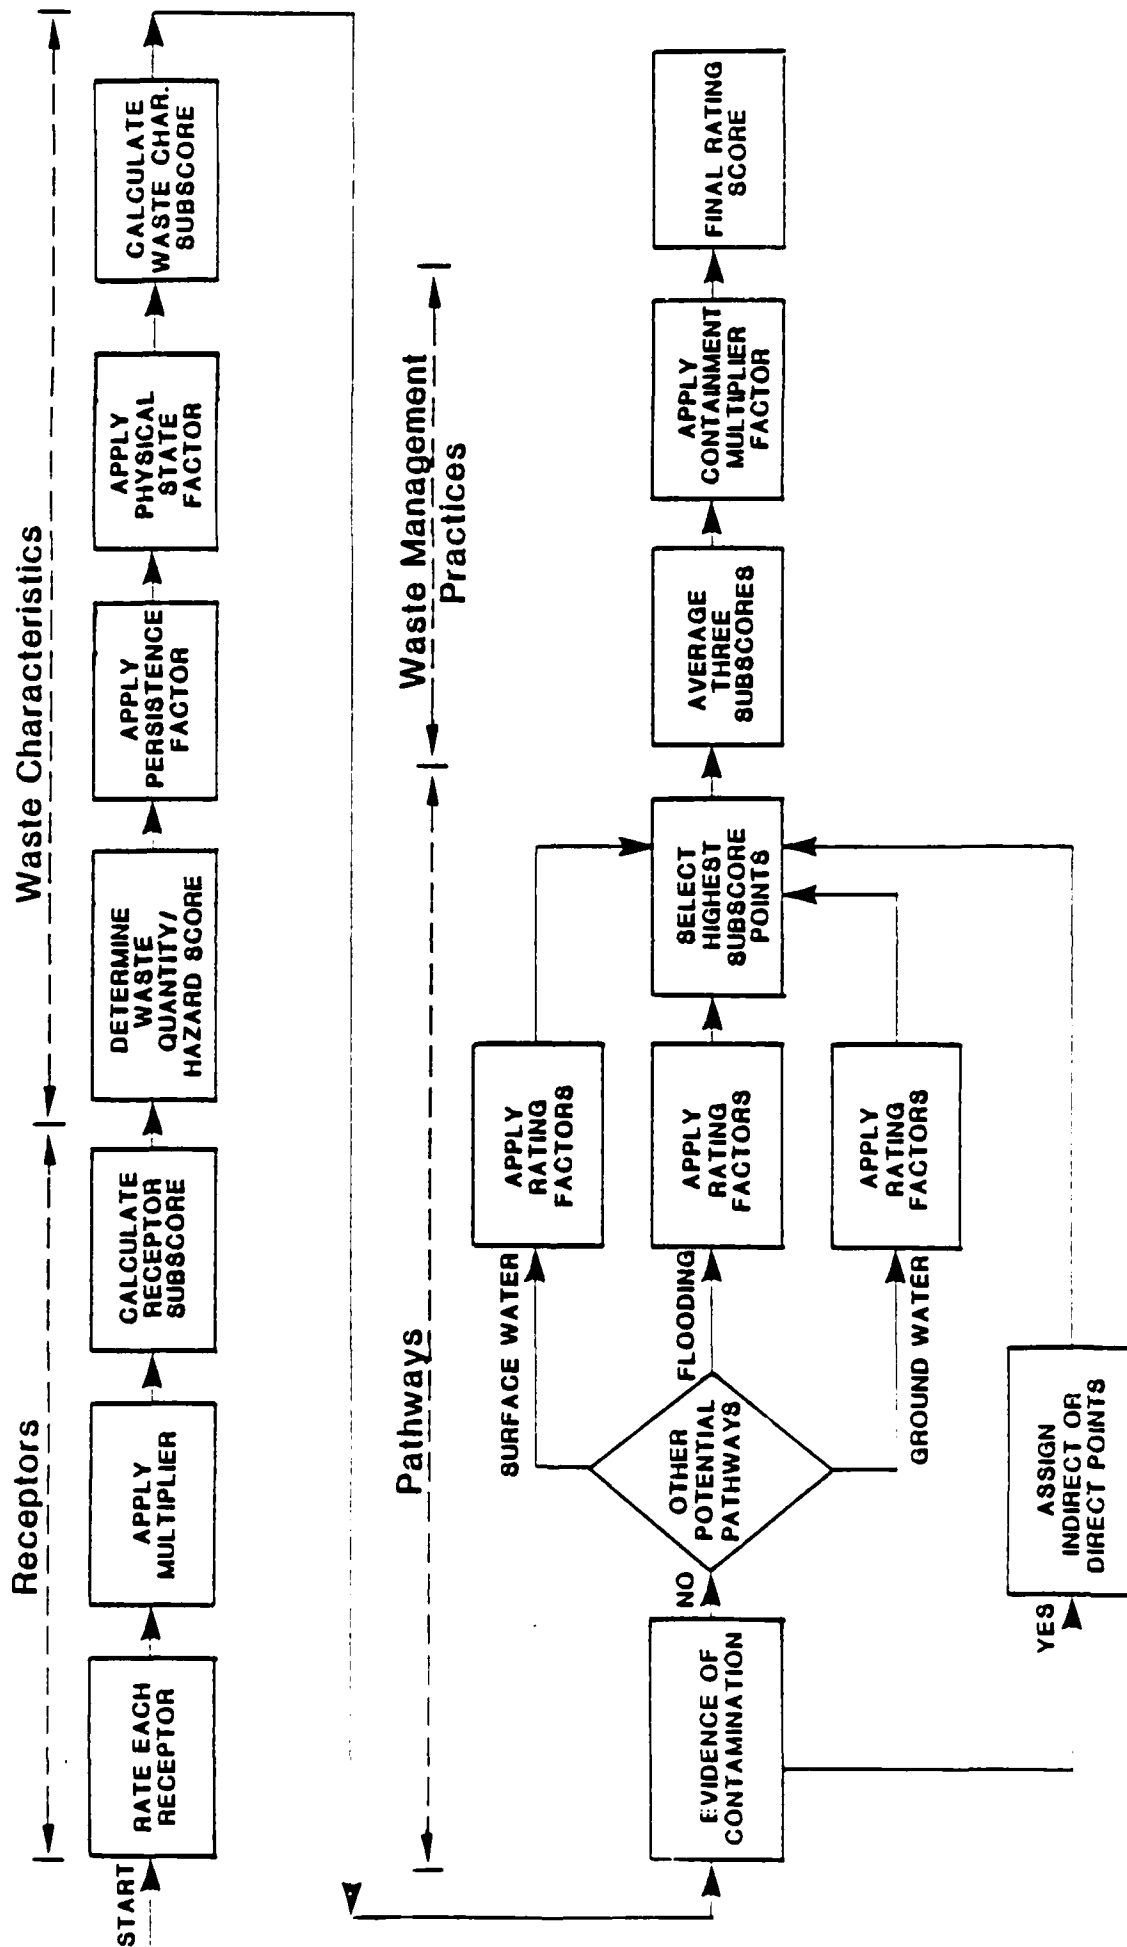 Receptors
Waste Characteristics
START
RATE EACH
RECEPTOR
APPLY
MULTIPLIER
CALCULATE
RECEPTOR
SUBSCORE
DETERMINE
WASTE
QUANTITY/
HAZARD SCORE
APPLY
PERSISTENCE
FACTOR
APPLY
PHYSICAL
STATE
FACTOR
CALCULATE
WASTE CHAR.
SUBSCORE
Pathways
Waste Management
Practices
EVIDENCE OF
CONTAMINATION
NO
YES
OTHER
POTENTIAL
PATHWAYS
SURFACE WATER
FLOODING
GROUND WATER
ASSIGN
INDIRECT OR
DIRECT POINTS
APPLY
RATING
FACTORS
APPLY
RATING
FACTORS
APPLY
RATING
FACTORS
SELECT
HIGHEST
SUBSCORE
POINTS
AVERAGE
THREE
SUBSCORES
APPLY
CONTAINMENT
MULTIPLIER
FACTOR
FINAL RATING
SCORE